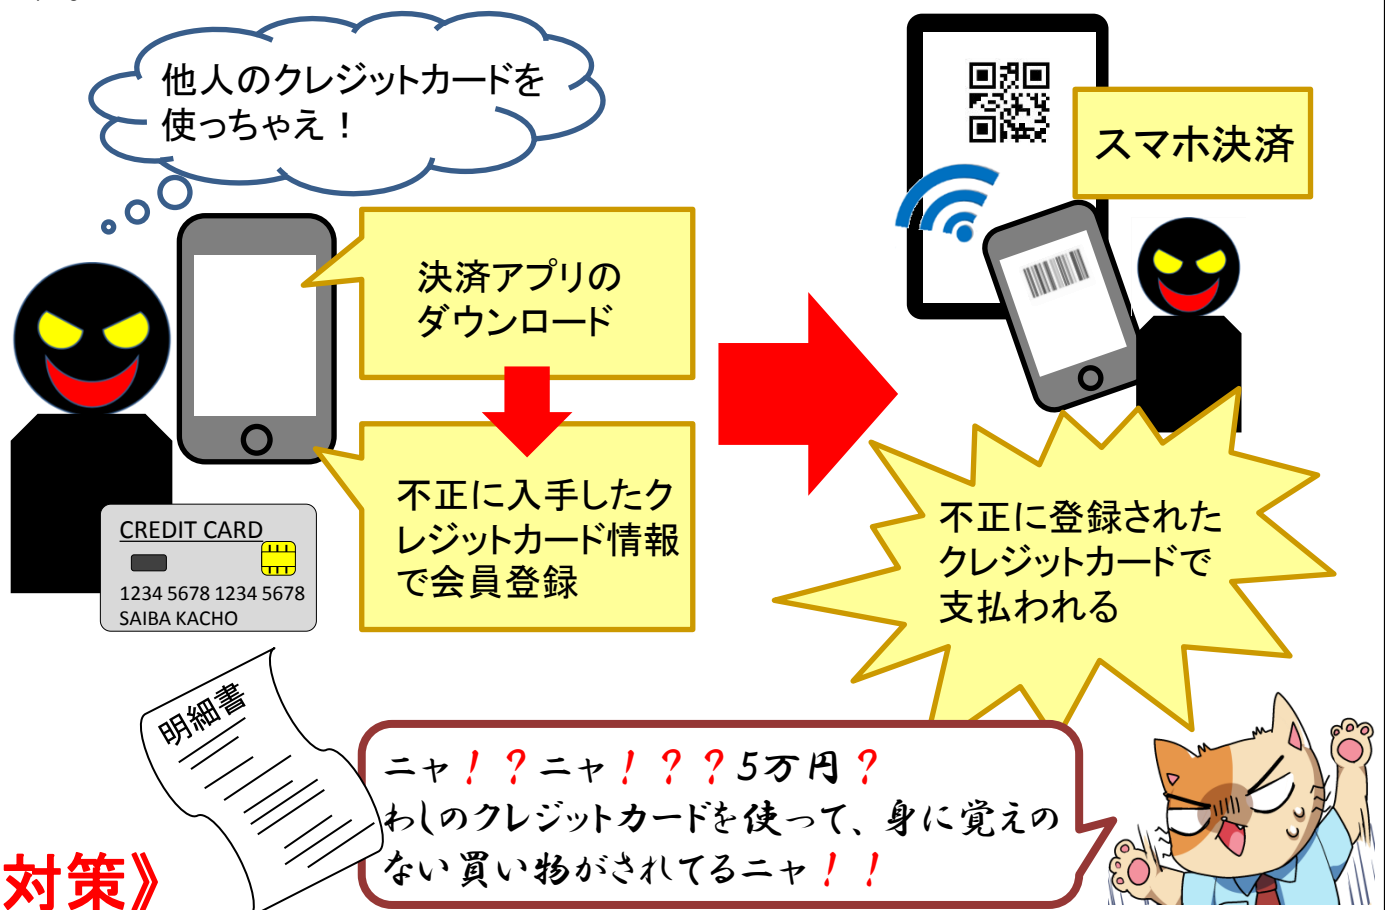 他人のクレジットカードを
使っちゃえ！
スマホ決済
決済アプリの
ダウンロード
不正に入手したク
レジットカード情報
で会員登録
CREDIT CARD
1234 5678 1234 5678
SAIBA KACHO
不正に登録された
クレジットカードで
支払われる
明細書
ニャ！？ニャ！？？5万円？
わしのクレジットカードを使って、身に覚えの
ない買い物がされてるニャ！！
対策》